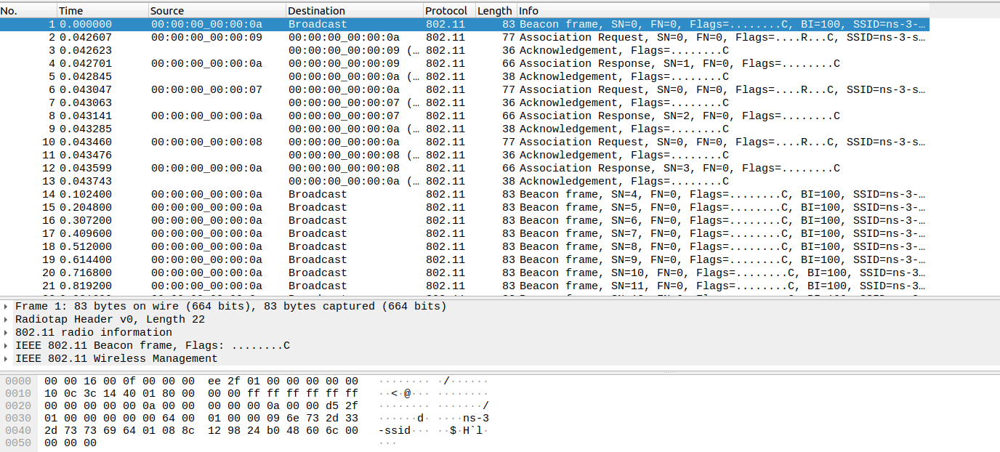 No. Time Source Destination Protocol Length Info
1 0.000000 00:00:00_00:00:0a Broadcast 802.11 83 Beacon frame, SN=0, FN=0, Flags=........C, BI=100, SSID=ns-3-…
2 0.042607 00:00:00_00:00:09 00:00:00_00:00:0a 802.11 77 Association Request, SN=0, FN=0, Flags=....R...C, SSID=ns-3-s…
3 0.042623 00:00:00_00:00:09 (… 802.11 36 Acknowledgement, Flags=........C
4 0.042701 00:00:00_00:00:0a 00:00:00_00:00:09 802.11 66 Association Response, SN=1, FN=0, Flags=........C
5 0.042845 00:00:00_00:00:0a (… 802.11 38 Acknowledgement, Flags=........C
6 0.043047 00:00:00_00:00:07 00:00:00_00:00:0a 802.11 77 Association Request, SN=0, FN=0, Flags=....R...C, SSID=ns-3-s…
7 0.043063 00:00:00_00:00:07 (… 802.11 36 Acknowledgement, Flags=........C
8 0.043141 00:00:00_00:00:0a 00:00:00_00:00:07 802.11 66 Association Response, SN=2, FN=0, Flags=........C
9 0.043285 00:00:00_00:00:0a (… 802.11 38 Acknowledgement, Flags=........C
10 0.043460 00:00:00_00:00:08 00:00:00_00:00:0a 802.11 77 Association Request, SN=0, FN=0, Flags=....R...C, SSID=ns-3-s…
11 0.043476 00:00:00_00:00:08 (… 802.11 36 Acknowledgement, Flags=........C
12 0.043599 00:00:00_00:00:0a 00:00:00_00:00:08 802.11 66 Association Response, SN=3, FN=0, Flags=........C
13 0.043743 00:00:00_00:00:0a (… 802.11 38 Acknowledgement, Flags=........C
14 0.102400 00:00:00_00:00:0a Broadcast 802.11 83 Beacon frame, SN=4, FN=0, Flags=........C, BI=100, SSID=ns-3-…
15 0.204800 00:00:00_00:00:0a Broadcast 802.11 83 Beacon frame, SN=5, FN=0, Flags=........C, BI=100, SSID=ns-3-…
16 0.307200 00:00:00_00:00:0a Broadcast 802.11 83 Beacon frame, SN=6, FN=0, Flags=........C, BI=100, SSID=ns-3-…
17 0.409600 00:00:00_00:00:0a Broadcast 802.11 83 Beacon frame, SN=7, FN=0, Flags=........C, BI=100, SSID=ns-3-…
18 0.512000 00:00:00_00:00:0a Broadcast 802.11 83 Beacon frame, SN=8, FN=0, Flags=........C, BI=100, SSID=ns-3-…
19 0.614400 00:00:00_00:00:0a Broadcast 802.11 83 Beacon frame, SN=9, FN=0, Flags=........C, BI=100, SSID=ns-3-…
20 0.716800 00:00:00_00:00:0a Broadcast 802.11 83 Beacon frame, SN=10, FN=0, Flags=........C, BI=100, SSID=ns-3…
21 0.819200 00:00:00_00:00:0a Broadcast 802.11 83 Beacon frame, SN=11, FN=0, Flags=........C, BI=100, SSID=ns-3…
Frame 1: 83 bytes on wire (664 bits), 83 bytes captured (664 bits)
Radiotap Header v0, Length 22
802.11 radio information
IEEE 802.11 Beacon frame, Flags: ........C
IEEE 802.11 Wireless Management
0000 00 00 16 00 0f 00 00 00 ee 2f 01 00 00 00 00 00 ········ ·/······
0010 10 0c 3c 14 40 01 80 00 00 00 ff ff ff ff ff ff ··<·@··· ········
0020 00 00 00 00 00 0a 00 00 00 00 00 0a 00 00 d5 2f ········ ·······/
0030 01 00 00 00 00 00 64 00 01 00 00 09 6e 73 2d 33 ······d· ····ns-3
0040 2d 73 73 69 64 01 08 8c 12 98 24 b0 48 60 6c 00 -ssid··· ··$·H`l·
0050 00 00 00 ···